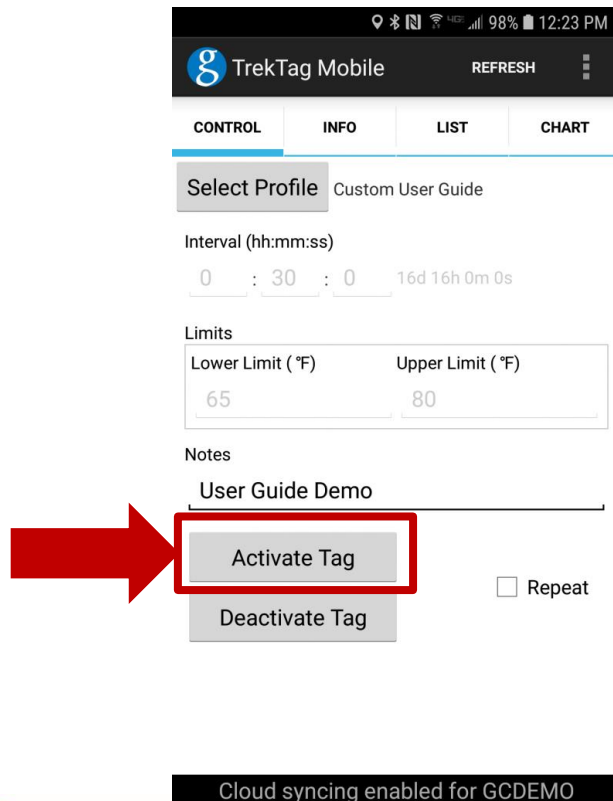 4G 98% 12:23 PM
g TrekTag Mobile REFRESH
CONTROL INFO LIST CHART
Select Profile Custom User Guide
Interval (hh:mm:ss)
0 : 30 : 0 16d 16h 0m 0s
Limits
Lower Limit ( °F) Upper Limit ( °F)
65 80
Notes
User Guide Demo
Activate Tag
Repeat
Deactivate Tag
Cloud syncing enabled for GCDEMO